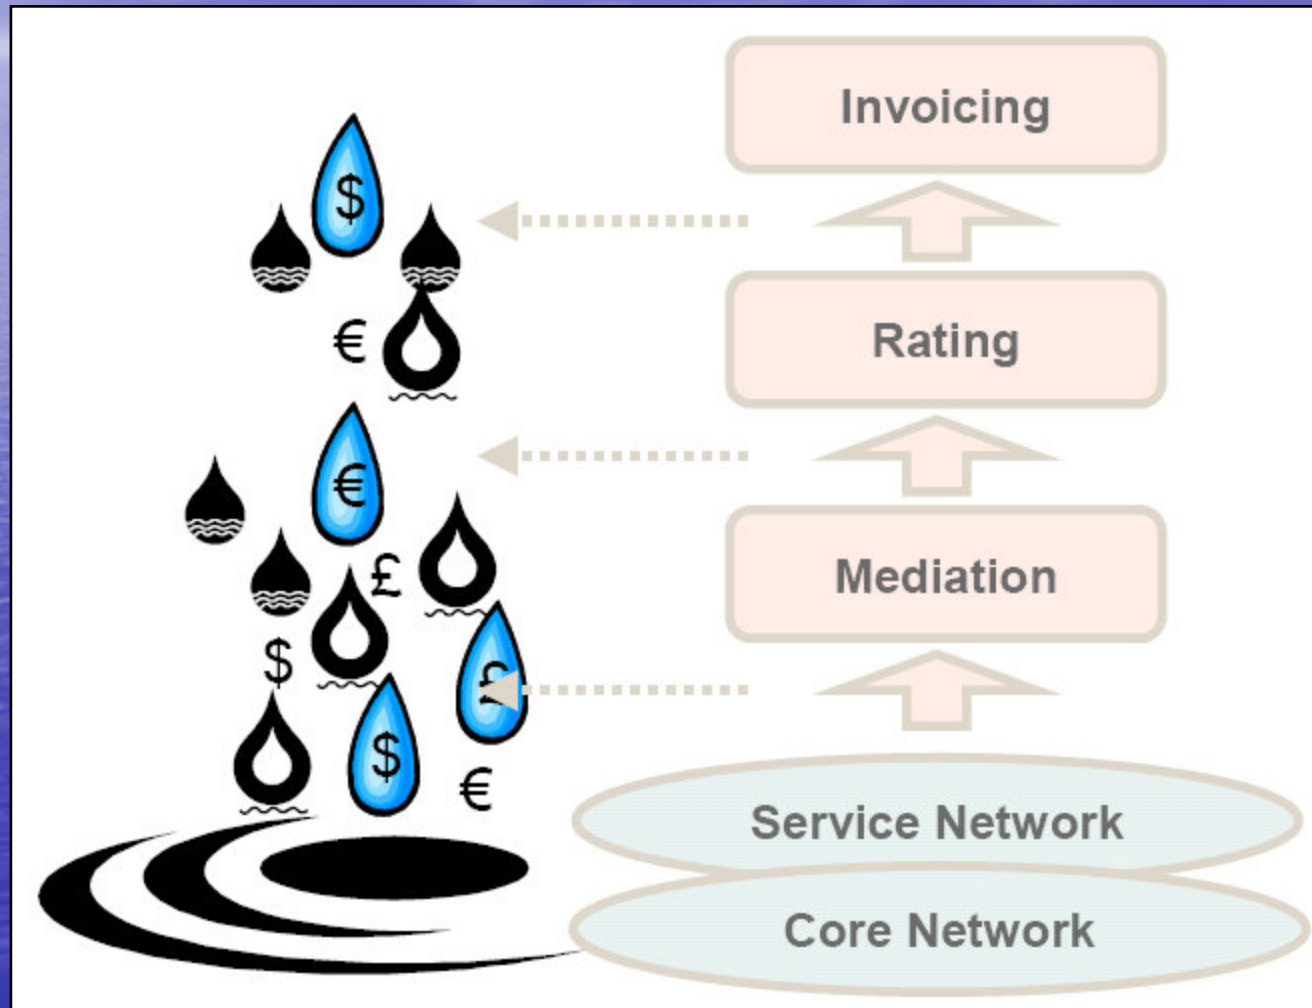 Invoicing
$
€
Rating
€
£
Mediation
$
£
$
€
Service Network
Core Network